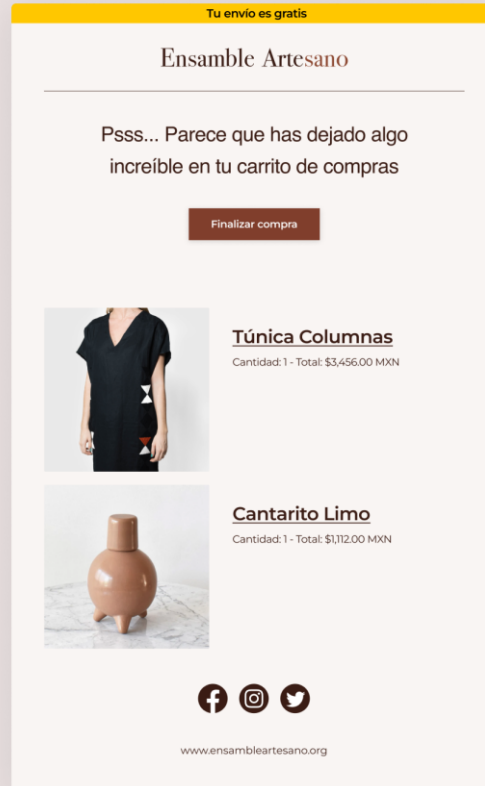 Tu envío es gratis
Ensamble Artesano
Psss... Parece que has dejado algo
increíble en tu carrito de compras
Finalizar compra
Túnica Columnas
Cantidad: 1 - Total: $3,456.00 MXN
Cantarito Limo
Cantidad: 1 - Total: $1,112.00 MXN
www.ensambleartesano.org